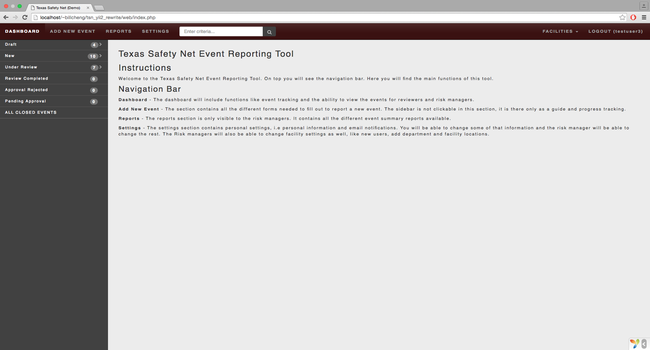 Texas Safety Net (Demo)
localhost/~billcheng/txn_yii2_rewrite/web/index.php
DASHBOARD ADD NEW EVENT REPORTS SETTINGS Enter criteria... FACILITIES LOGOUT (testuser3)
Draft 4
New 15
Under Review 7
Review Completed 0
Approval Rejected 0
Pending Approval 0
ALL CLOSED EVENTS
Texas Safety Net Event Reporting Tool
Instructions
Welcome to the Texas Safety Net Event Reporting Tool. On top you will see the navigation bar. Here you will find the main functions of this tool.
Navigation Bar
Dashboard - The dashboard will include functions like event tracking and the ability to view the events for reviewers and risk managers.
Add New Event - The section contains all the different forms needed to fill out to report a new event. The sidebar is not clickable in this section, it is there only as a guide and progress tracking.
Reports - The reports section is only visible to the risk managers. It contains all the different event summary reports available.
Settings - The settings section contains personal settings, i.e personal information and email notifications. You will be able to change some of that information and the risk manager will be able to
change the rest. The Risk managers will also be able to change facility settings as well, like new users, add department and facility locations.